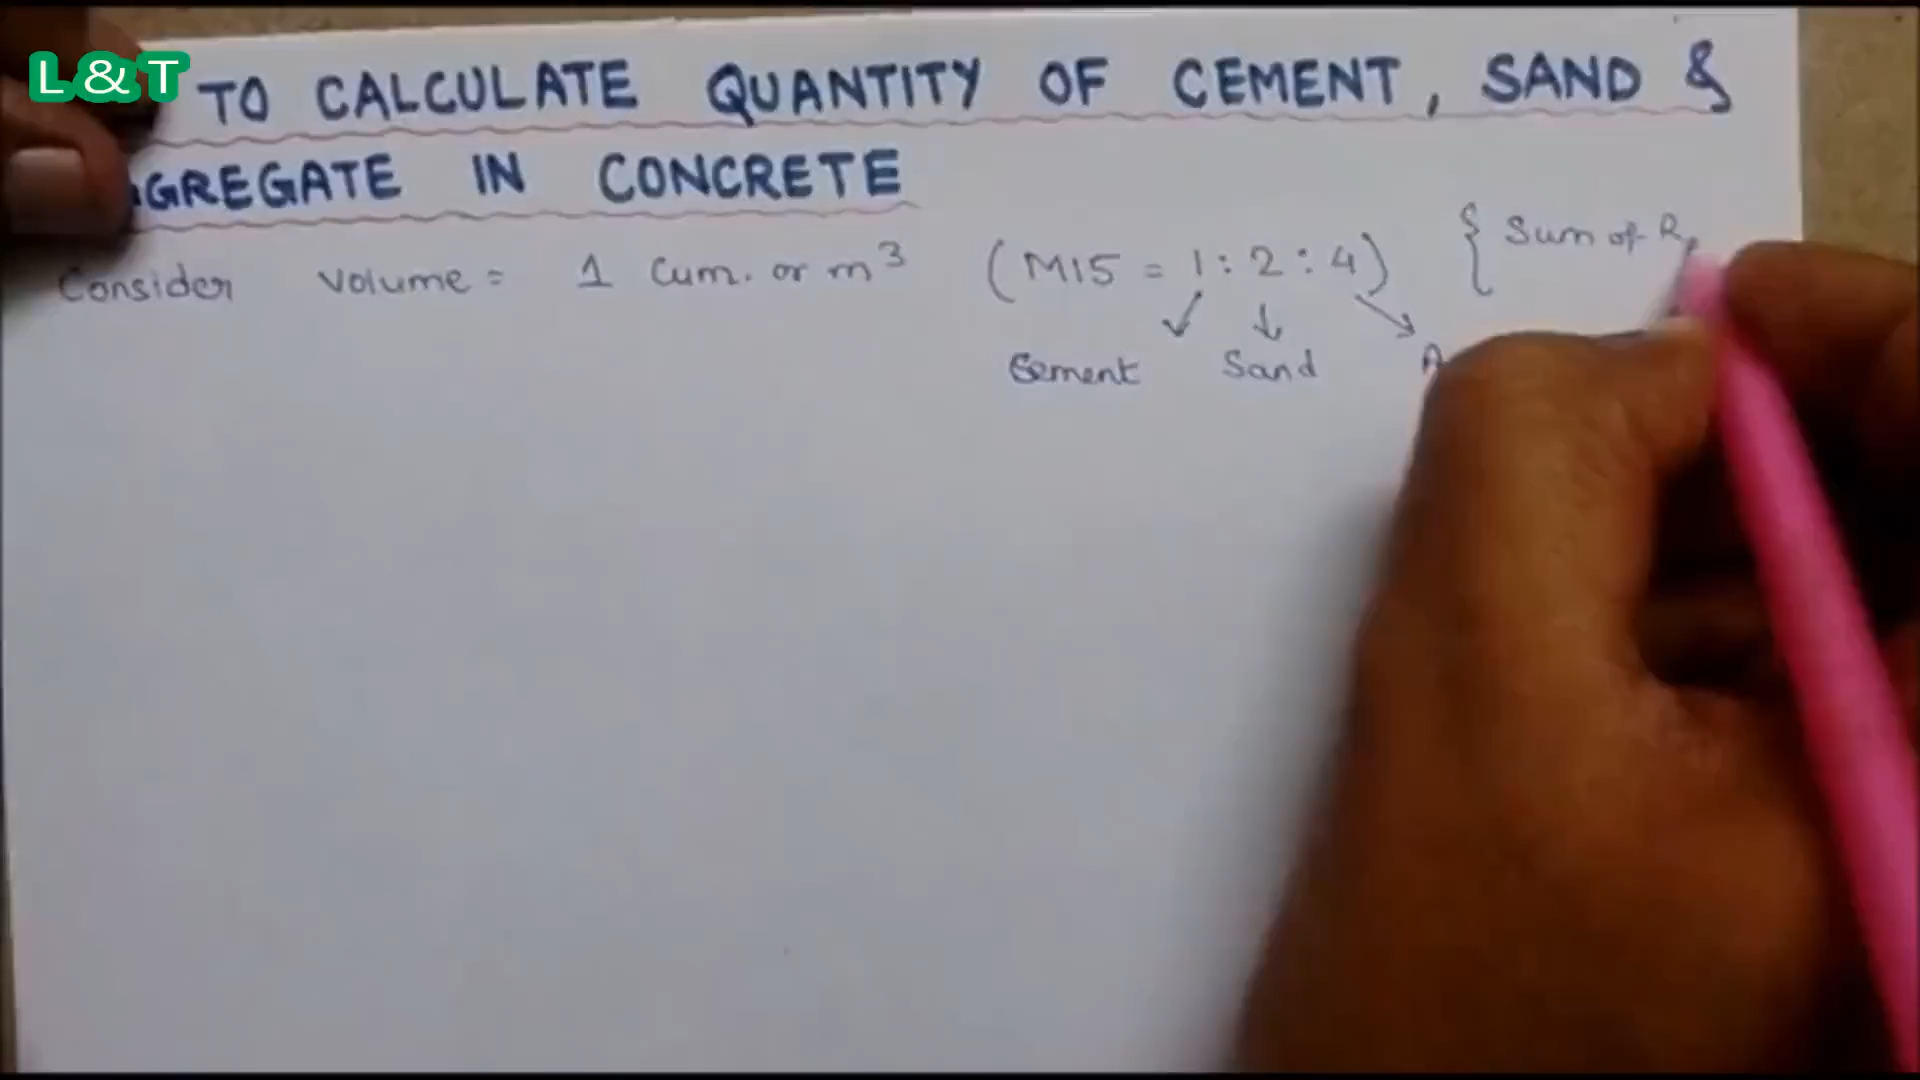 L&T
TO CALCULATE QUANTITY OF CEMENT, SAND &
GREGATE IN CONCRETE
Consider Volume = 1 Cum. or m³ (M15 = 1:2:4) { Sum of
Cement Sand